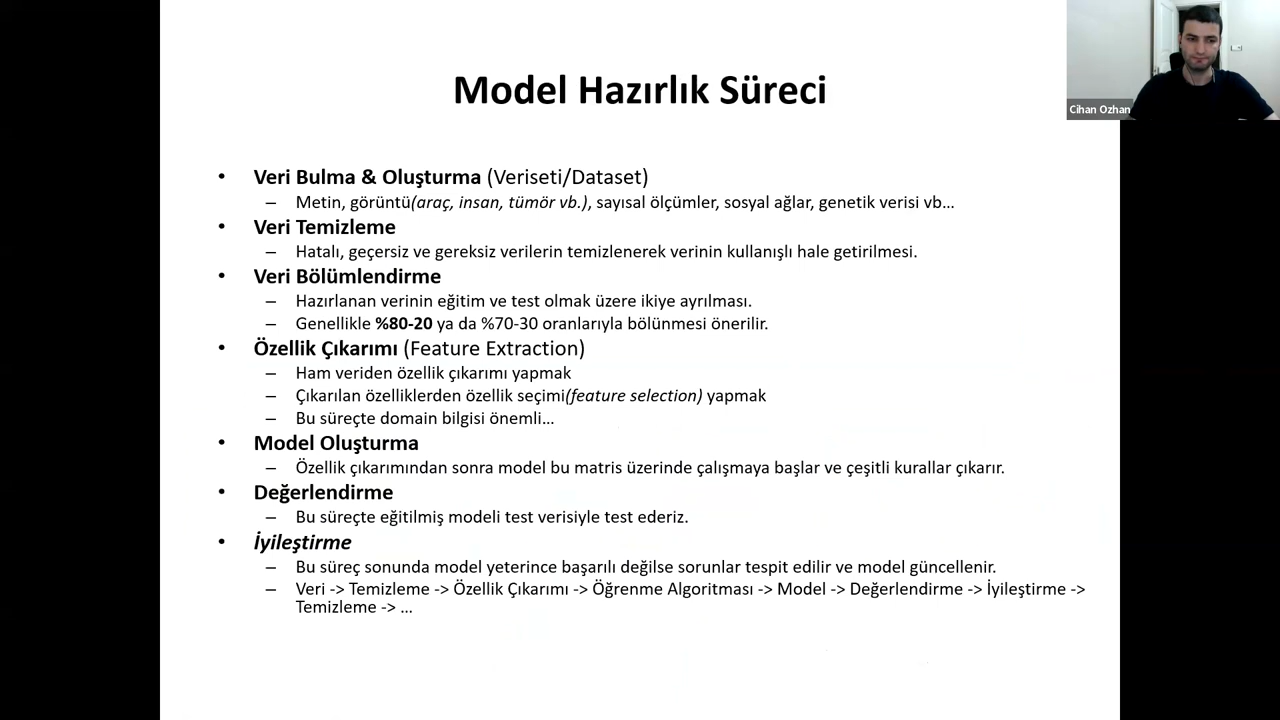 Model Hazırlık Süreci
Cihan Ozhan
• Veri Bulma & Oluşturma (Veriseti/Dataset)
– Metin, görüntü(araç, insan, tümör vb.), sayısal ölçümler, sosyal ağlar, genetik verisi vb…
• Veri Temizleme
– Hatalı, geçersiz ve gereksiz verilerin temizlenerek verinin kullanışlı hale getirilmesi.
• Veri Bölümlendirme
– Hazırlanan verinin eğitim ve test olmak üzere ikiye ayrılması.
– Genellikle %80-20 ya da %70-30 oranlarıyla bölünmesi önerilir.
• Özellik Çıkarımı (Feature Extraction)
– Ham veriden özellik çıkarımı yapmak
– Çıkarılan özelliklerden özellik seçimi(feature selection) yapmak
– Bu süreçte domain bilgisi önemli…
• Model Oluşturma
– Özellik çıkarımından sonra model bu matris üzerinde çalışmaya başlar ve çeşitli kurallar çıkarır.
• Değerlendirme
– Bu süreçte eğitilmiş modeli test verisiyle test ederiz.
• İyileştirme
– Bu süreç sonunda model yeterince başarılı değilse sorunlar tespit edilir ve model güncellenir.
– Veri -> Temizleme -> Özellik Çıkarımı -> Öğrenme Algoritması -> Model -> Değerlendirme -> İyileştirme ->
Temizleme -> …